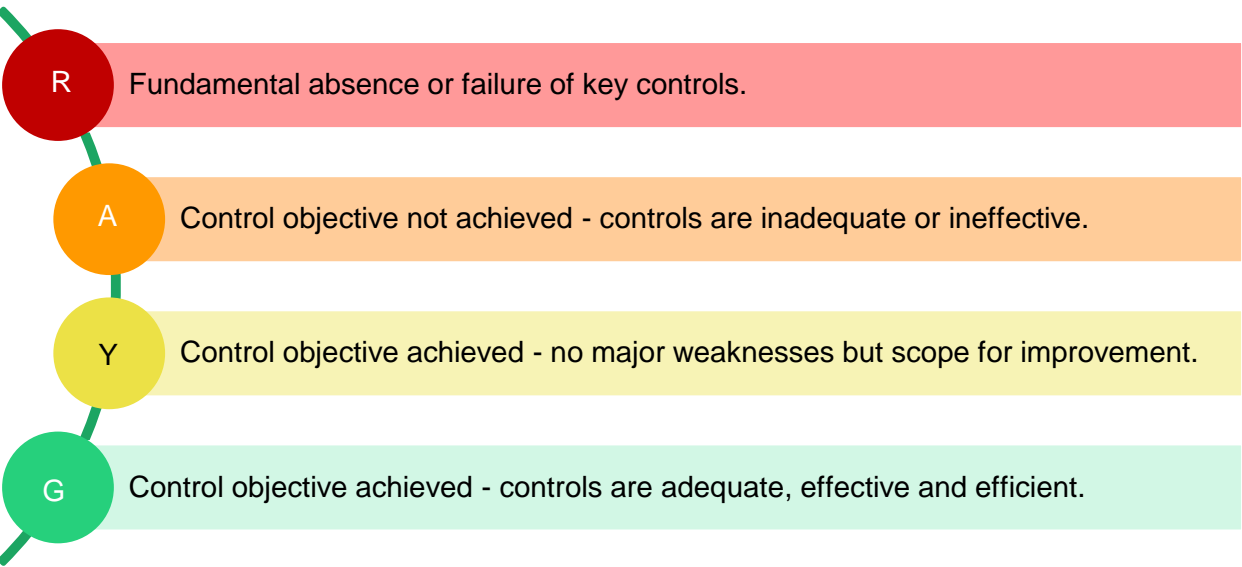 R
Fundamental absence or failure of key controls.
A
Control objective not achieved - controls are inadequate or ineffective.
Y
Control objective achieved - no major weaknesses but scope for improvement.
G
Control objective achieved - controls are adequate, effective and efficient.